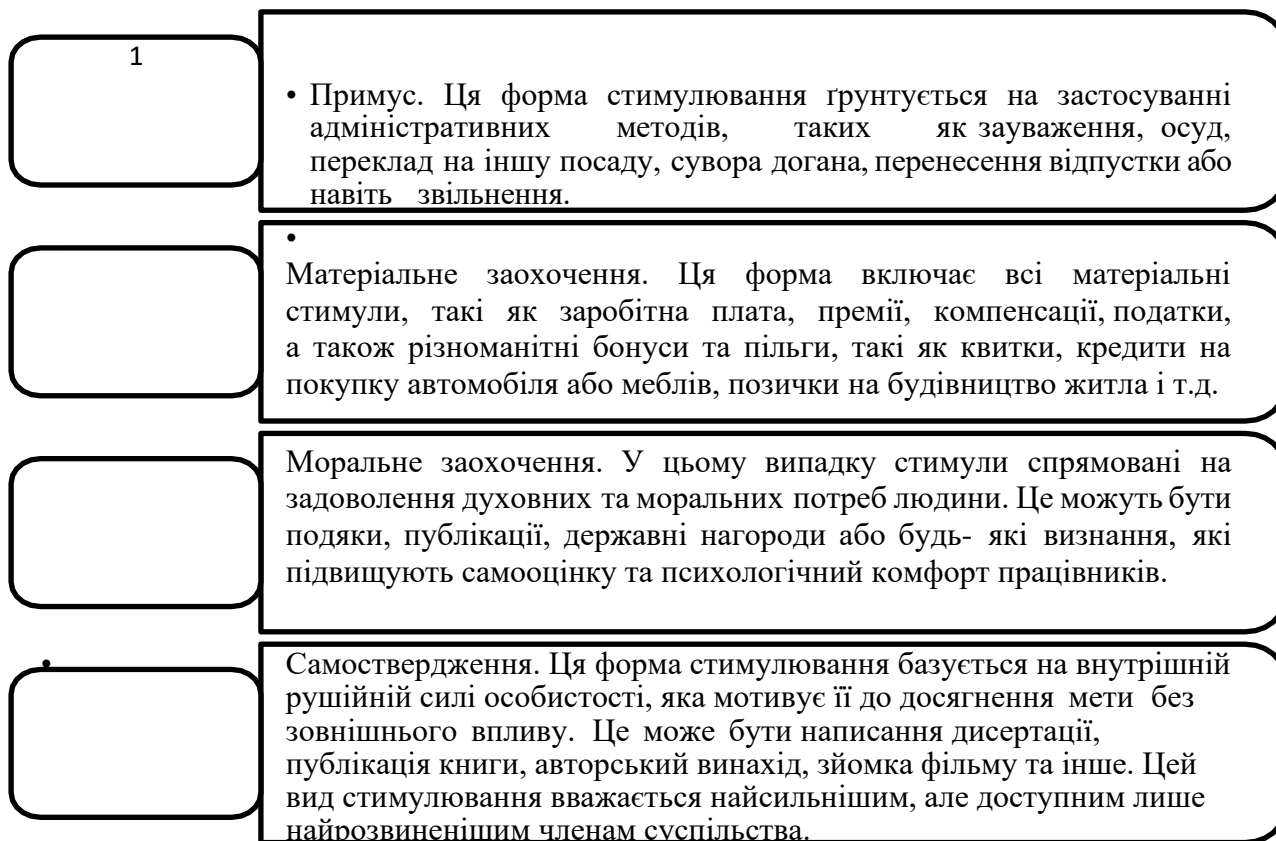 1
• Примус. Ця форма стимулювання ґрунтується на застосуванні
адміністративних методів, таких як зауваження, осуд,
переклад на іншу посаду, сувора догана, перенесення відпустки або
навіть звільнення.
•
Матеріальне заохочення. Ця форма включає всі матеріальні
стимули, такі як заробітна плата, премії, компенсації, податки,
а також різноманітні бонуси та пільги, такі як квитки, кредити на
покупку автомобіля або меблів, позички на будівництво житла і т.д.
Моральне заохочення. У цьому випадку стимули спрямовані на
задоволення духовних та моральних потреб людини. Це можуть бути
подяки, публікації, державні нагороди або будь- які визнання, які
підвищують самооцінку та психологічний комфорт працівників.
•
Самоствердження. Ця форма стимулювання базується на внутрішній
рушійній силі особистості, яка мотивує її до досягнення мети без
зовнішнього впливу. Це може бути написання дисертації,
публікація книги, авторський винахід, зйомка фільму та інше. Цей
вид стимулювання вважається найсильнішим, але доступним лише
найрозвиненішим членам суспільства.